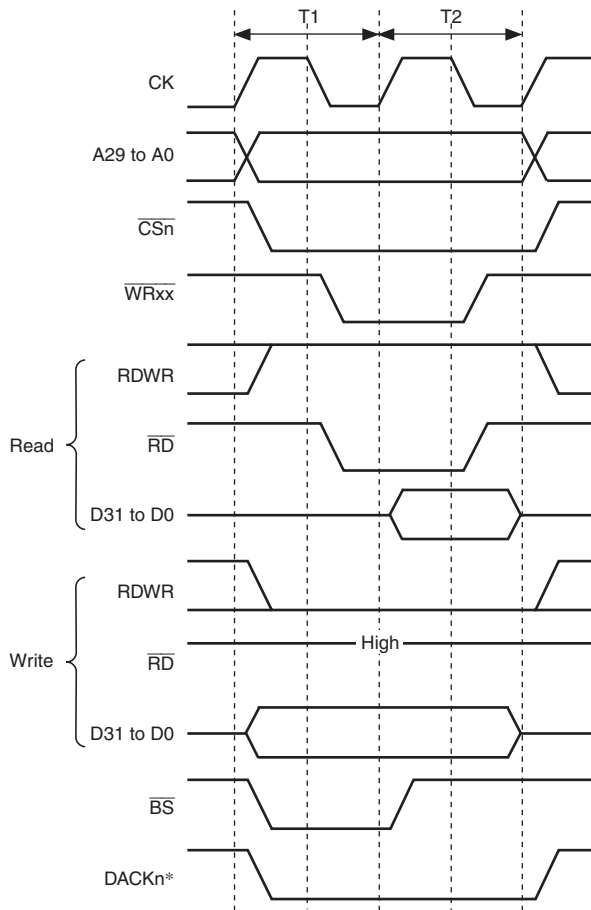 T1 T2
CK
A29 to A0
CSn
WRxx
RDWR
Read
RD
D31 to D0
RDWR
High
Write
RD
D31 to D0
BS
DACKn*